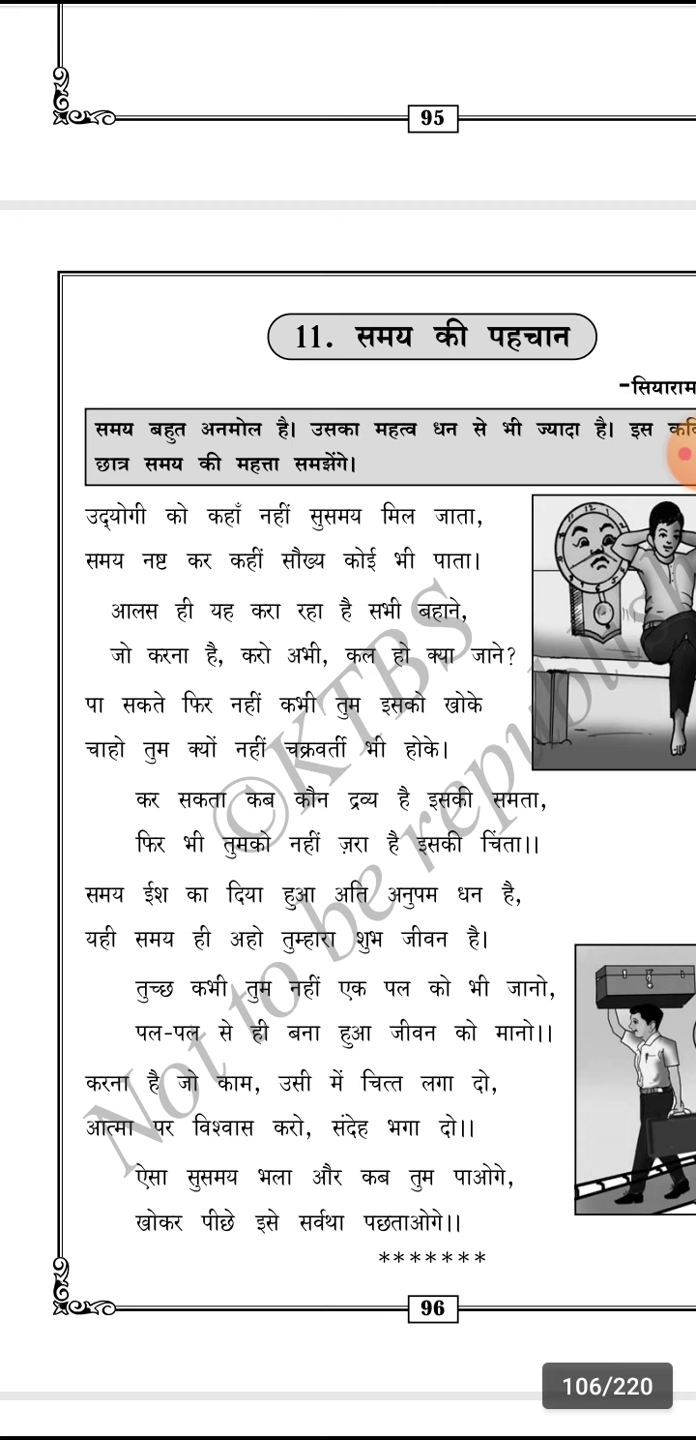 95
11. समय की पहचान
-सियाराम
समय बहुत अनमोल है। उसका महत्व धन से भी ज्यादा है। इस
छात्र समय की महत्ता समझेंगे।
उद्‌योगी को कहाँ नहीं सुसमय मिल जाता,
समय नष्ट कर कहीं सौख्य कोई भी पाता।
आलस ही यह करा रहा है सभी बहाने,
जो करना है, करो अभी, कल हो क्या जाने?
पा सकते फिर नहीं कभी तुम इसको खोके
चाहो तुम क्यों नहीं चक्रवर्ती भी होके।
कर सकता कब कौन द्रव्य है इसकी समता,
फिर भी तुमको नहीं ज़रा है इसकी चिंता।।
समय ईश का दिया हुआ अति अनुपम धन है,
यही समय ही अहो तुम्हारा शुभ जीवन है।
तुच्छ कभी तुम नहीं एक पल को भी जानो,
पल-पल से ही बना हुआ जीवन को मानो।।
करना है जो काम, उसी में चित्त लगा दो,
आत्मा पर विश्वास करो, संदेह भगा दो।।
ऐसा सुसमय भला और कब तुम पाओगे,
खोकर पीछे इसे सर्वथा पछताओगे।।
*******
©KTBS
Not to be republish
96
106/220